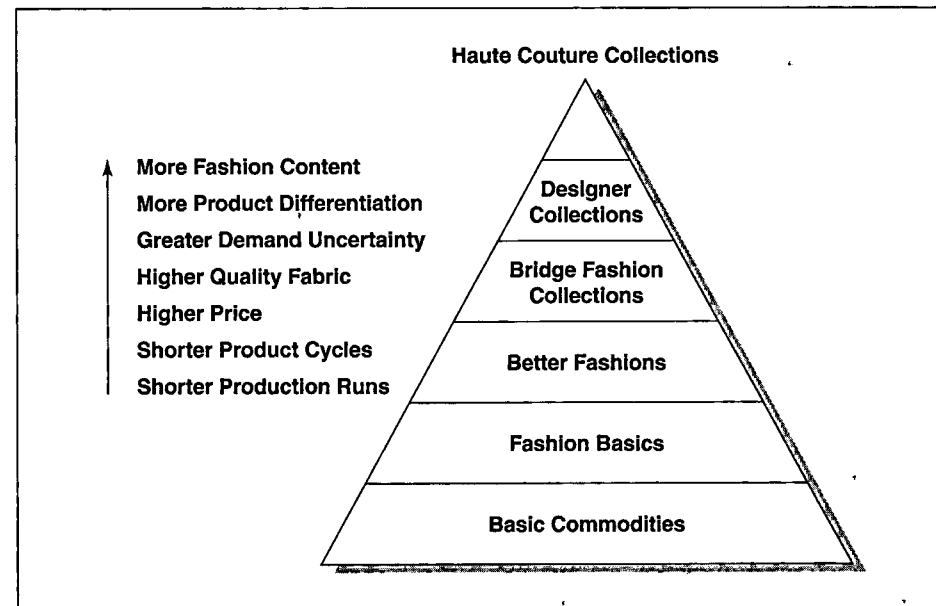 Haute Couture Collections
More Fashion Content
More Product Differentiation
Greater Demand Uncertainty
Higher Quality Fabric
Higher Price
Shorter Product Cycles
Shorter Production Runs
Designer
Collections
Bridge Fashion
Collections
Better Fashions
Fashion Basics
Basic Commodities